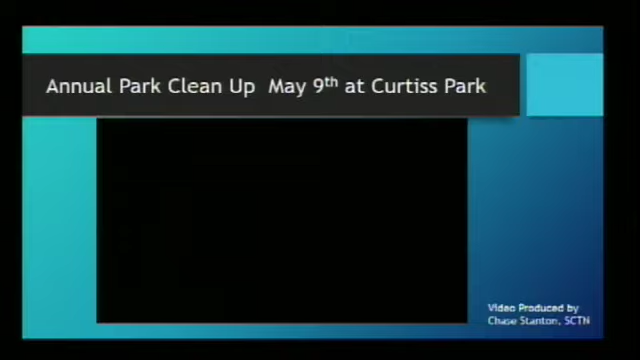 Annual Park Clean Up May 9th at Curtiss Park
Video Produced by
Chase Stanton, SCTN